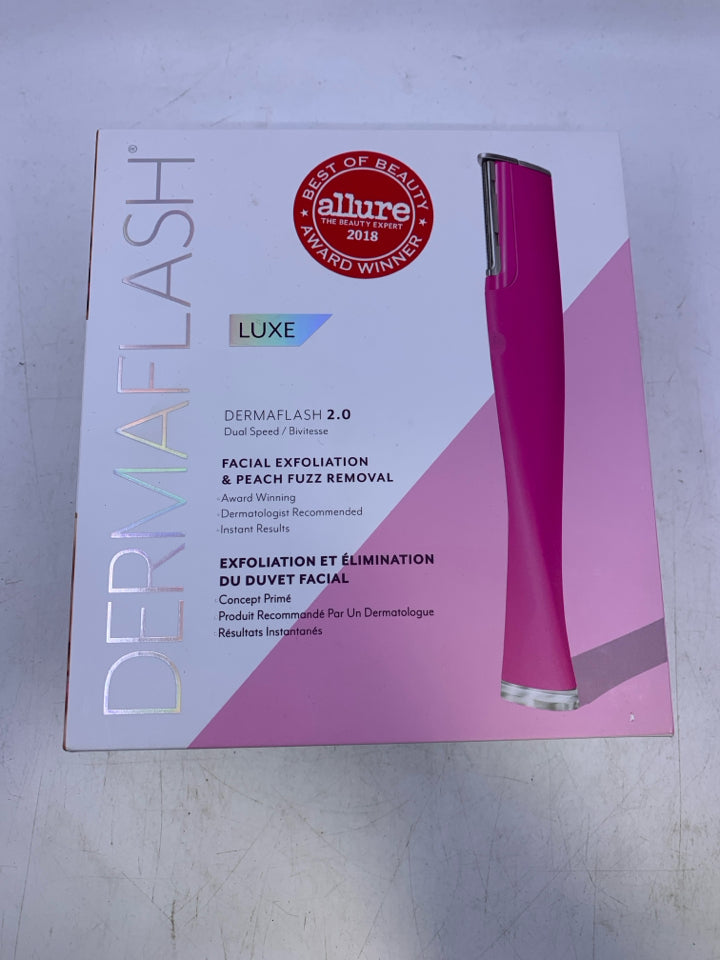 DERMAFLASH®
BEST OF BEAUTY
allure
THE BEAUTY EXPERT
2018
AWARD WINNER
LUXE
DERMAFLASH 2.0
Dual Speed / Bivitesse
FACIAL EXFOLIATION
& PEACH FUZZ REMOVAL
-Award Winning
-Dermatologist Recommended
-Instant Results
EXFOLIATION ET ÉLIMINATION
DU DUVET FACIAL
-Concept Primé
-Produit Recommandé Par Un Dermatologue
-Résultats Instantanés